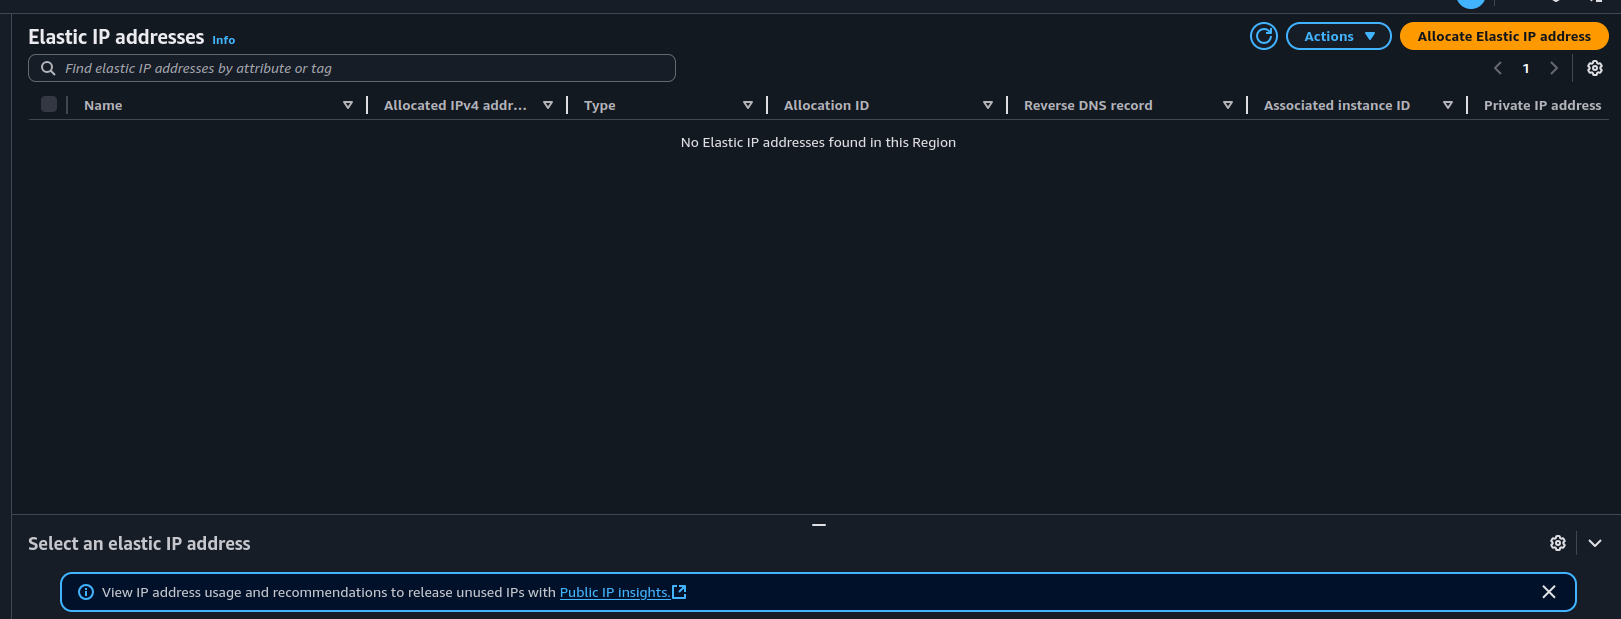 Elastic IP addresses Info
Actions
Allocate Elastic IP address
Find elastic IP addresses by attribute or tag
1
Name
Allocated IPv4 addr...
Type
Allocation ID
Reverse DNS record
Associated instance ID
Private IP address
No Elastic IP addresses found in this Region
Select an elastic IP address
View IP address usage and recommendations to release unused IPs with Public IP insights.